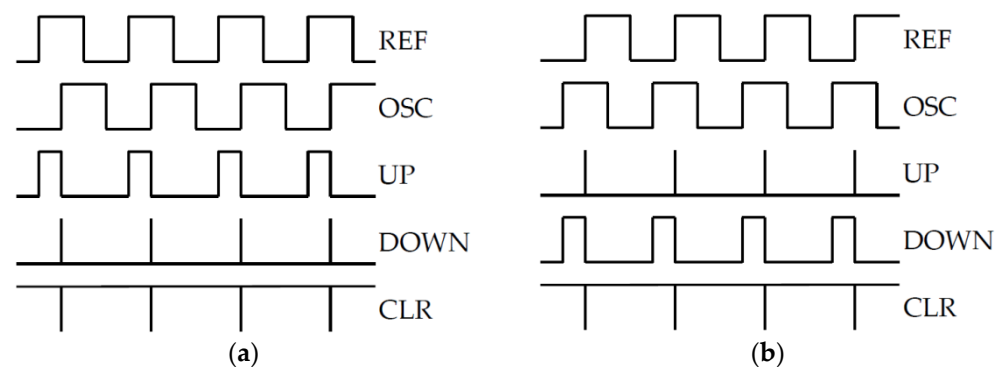 REF
OSC
UP
DOWN
CLR
(a)
REF
OSC
UP
DOWN
CLR
(b)